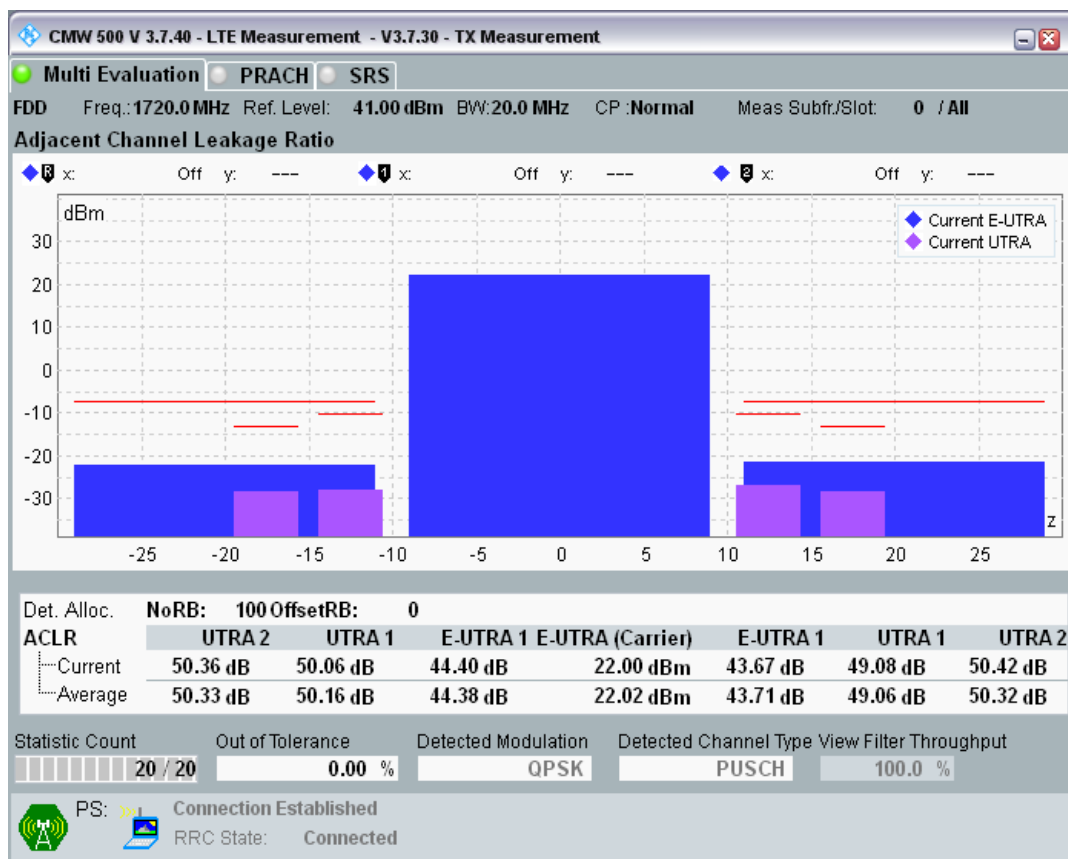 CMW 500 V 3.7.40 - LTE Measurement - V3.7.30 - TX Measurement
Multi Evaluation PRACH SRS
FDD Freq.: 1720.0 MHz Ref. Level: 41.00 dBm BW: 20.0 MHz CP : Normal Meas Subfr./Slot: 0 / All
Adjacent Channel Leakage Ratio
R x: Off y: --- 1 x: Off y: --- 2 x: Off y: ---
dBm
Current E-UTRA
Current UTRA
30
20
10
0
-10
-20
-30
z
-25 -20 -15 -10 -5 0 5 10 15 20 25
Det. Alloc. NoRB: 100 OffsetRB: 0
ACLR UTRA 2 UTRA 1 E-UTRA 1 E-UTRA (Carrier) E-UTRA 1 UTRA 1 UTRA 2
Current 50.36 dB 50.06 dB 44.40 dB 22.00 dBm 43.67 dB 49.08 dB 50.42 dB
Average 50.33 dB 50.16 dB 44.38 dB 22.02 dBm 43.71 dB 49.06 dB 50.32 dB
Statistic Count Out of Tolerance Detected Modulation Detected Channel Type View Filter Throughput
20 / 20 0.00 % QPSK PUSCH 100.0 %
PS: Connection Established
RRC State: Connected